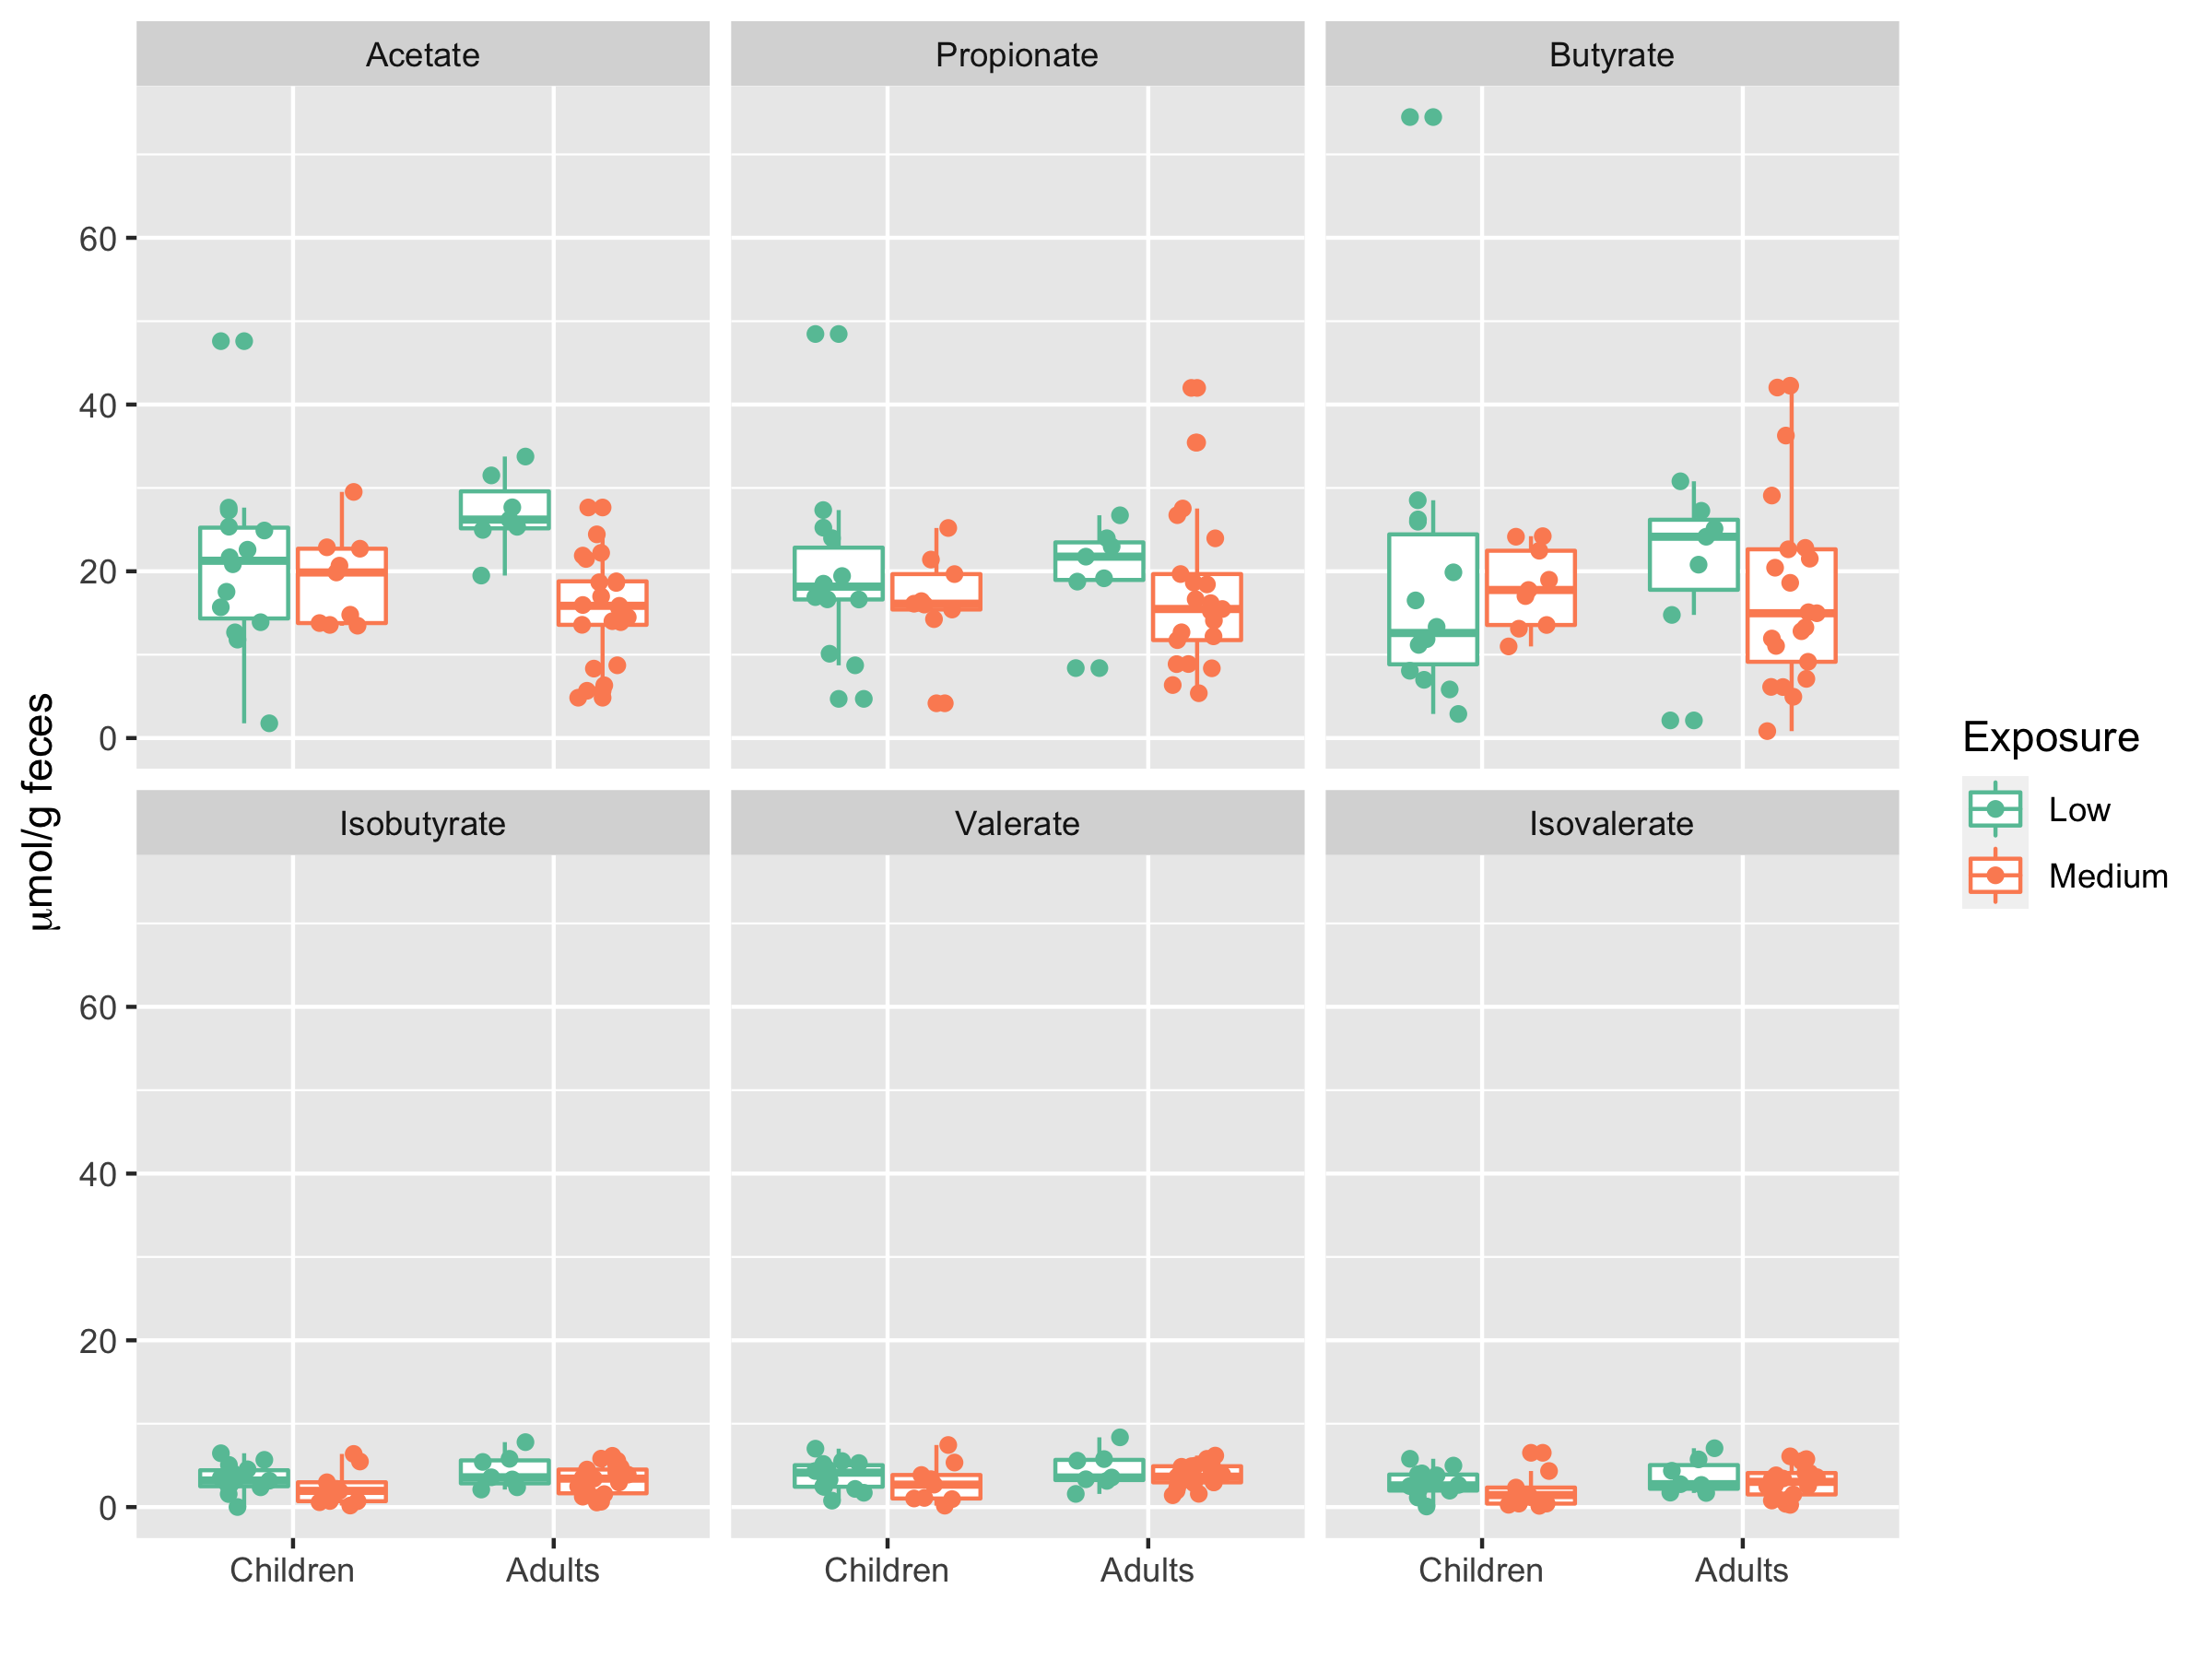 Acetate
Propionate
Butyrate
60
40
20
0
Isobutyrate
Valerate
Isovalerate
60
40
20
0
Children
Adults
Children
Adults
Children
Adults
μmol/g feces
Exposure
Low
Medium